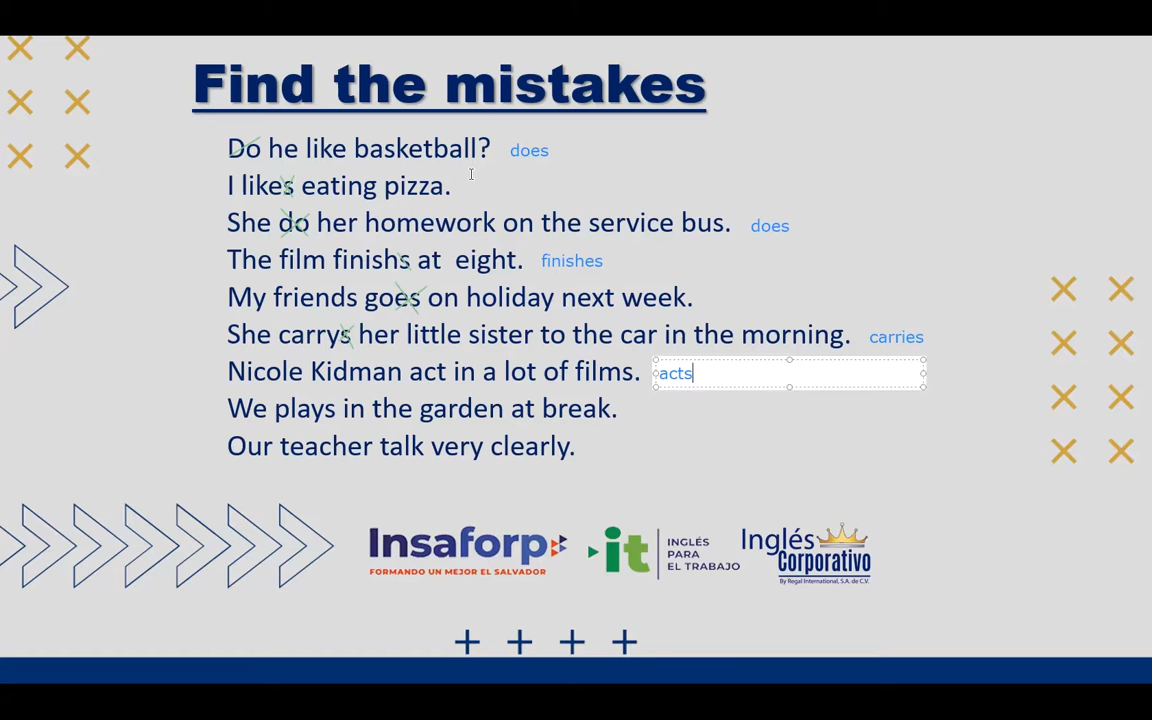 Find the mistakes
Do he like basketball? does
I likes eating pizza.
She do her homework on the service bus. does
The film finishs at eight. finishes
My friends goes on holiday next week.
She carrys her little sister to the car in the morning. carries
Nicole Kidman act in a lot of films. acts
We plays in the garden at break.
Our teacher talk very clearly.
Insaforp
FORMANDO UN MEJOR EL SALVADOR
it
INGLÉS
PARA
EL TRABAJO
Inglés
Corporativo
By Regal International, S.A. de C.V.